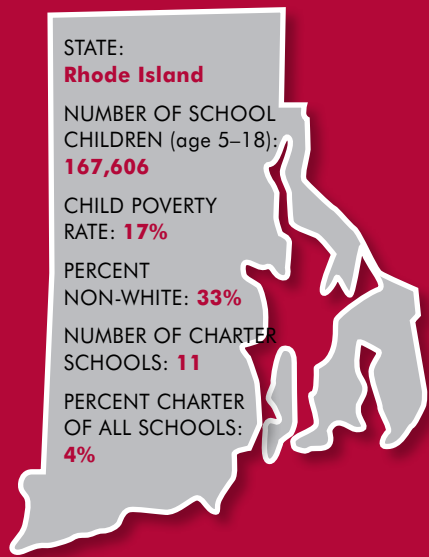 STATE:
Rhode Island
NUMBER OF SCHOOL
CHILDREN (age 5–18):
167,606
CHILD POVERTY
RATE: 17%
PERCENT
NON-WHITE: 33%
NUMBER OF CHARTER
SCHOOLS: 11
PERCENT CHARTER
OF ALL SCHOOLS:
4%